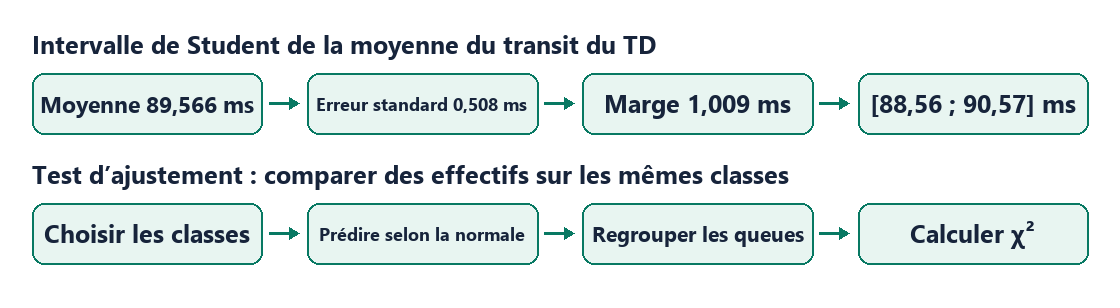 Intervalle de Student de la moyenne du transit du TD
Moyenne 89,566 ms
Erreur standard 0,508 ms
Marge 1,009 ms
[88,56 ; 90,57] ms
Test d’ajustement : comparer des effectifs sur les mêmes classes
Choisir les classes
Prédire selon la normale
Regrouper les queues
Calculer χ²